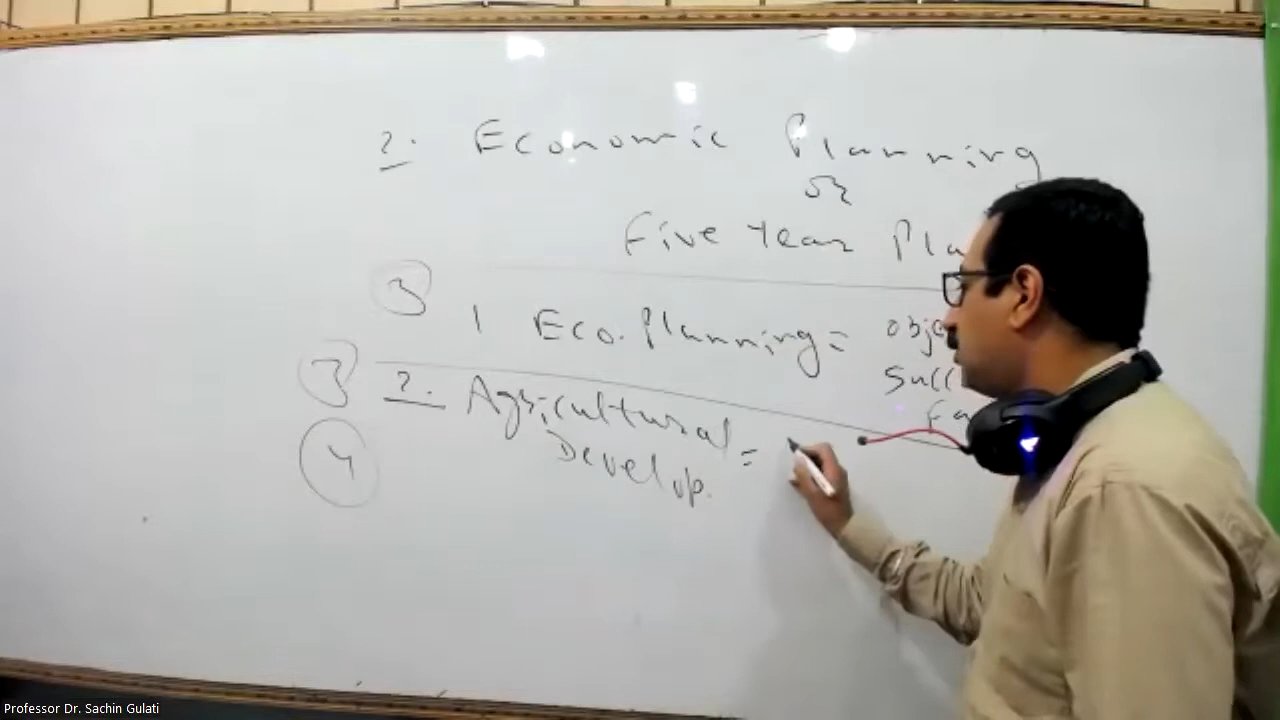 2. Economic Planning
or
Five Year Pla
3
1 Eco. Planning = obje
Succ
fa
3 2. Agricultural =
Develop.
4
Professor Dr. Sachin Gulati